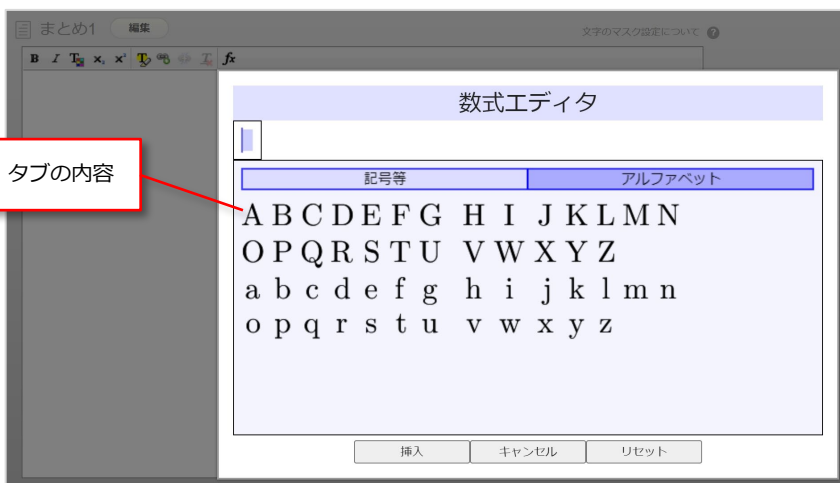 まとめ1 編集 文字のマスク設定について ?
B I T x₂ x² T T fx
数式エディタ
タブの内容
記号等 アルファベット
A B C D E F G H I J K L M N
O P Q R S T U V W X Y Z
a b c d e f g h i j k l m n
o p q r s t u v w x y z
挿入 キャンセル リセット